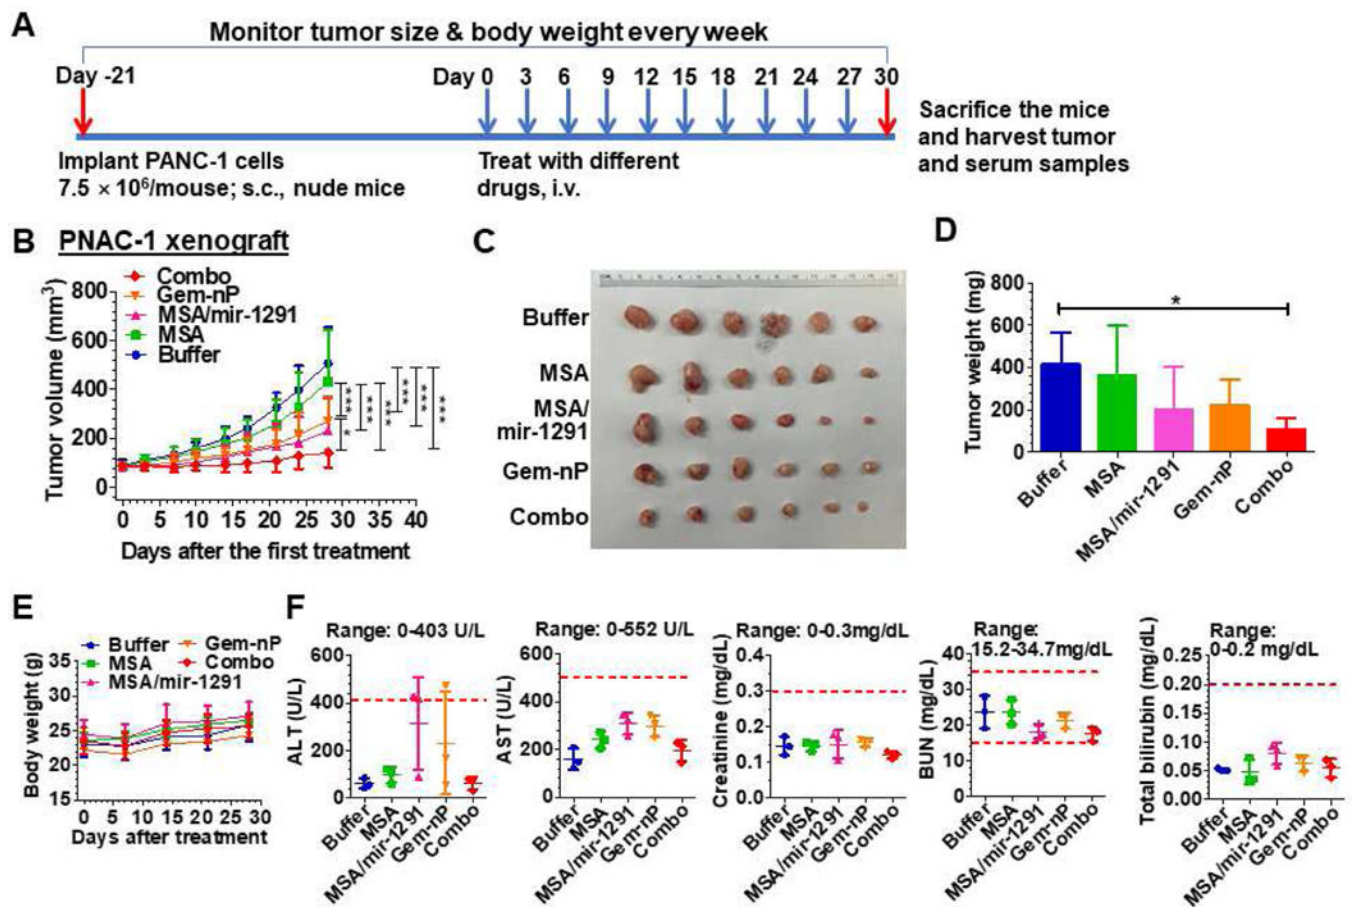 A
Monitor tumor size & body weight every week
Day -21
Day 0 3 6 9 12 15 18 21 24 27 30
Sacrifice the mice
and harvest tumor
and serum samples
Implant PANC-1 cells
7.5 × 10⁶/mouse; s.c., nude mice
Treat with different
drugs, i.v.
B PNAC-1 xenograft
Combo
Gem-nP
MSA/mir-1291
MSA
Buffer
Tumor volume (mm³)
800
600
400
200
0
0 5 10 15 20 25 30 35 40
Days after the first treatment
***
*
***
***
***
***
***
C
Buffer
MSA
MSA/
mir-1291
Gem-nP
Combo
D
Tumor weight (mg)
800
600
400
200
0
*
Buffer
MSA
MSA/mir-1291
Gem-nP
Combo
E
Buffer
MSA
MSA/mir-1291
Gem-nP
Combo
Body weight (g)
35
30
25
20
15
0 5 10 15 20 25 30
Days after treatment
F
Range: 0-403 U/L
ALT (U/L)
600
400
200
0
Buffer
MSA
MSA/mir-1291
Gem-nP
Combo
Range: 0-552 U/L
AST (U/L)
600
400
200
0
Buffer
MSA
MSA/mir-1291
Gem-nP
Combo
Range: 0-0.3mg/dL
Creatinine (mg/dL)
0.4
0.3
0.2
0.1
0.0
Buffer
MSA
MSA/mir-1291
Gem-nP
Combo
Range:
15.2-34.7mg/dL
BUN (mg/dL)
40
30
20
10
0
Buffer
MSA
MSA/mir-1291
Gem-nP
Combo
Range:
0-0.2 mg/dL
Total bilirubin (mg/dL)
0.25
0.20
0.15
0.10
0.05
0.00
Buffer
MSA
MSA/mir-1291
Gem-nP
Combo